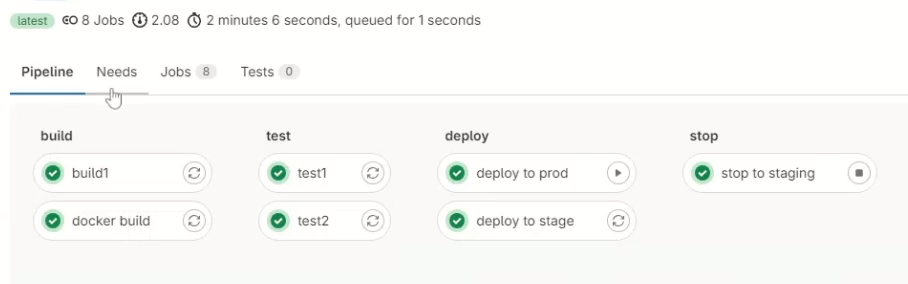 latest 8 Jobs 2.08 2 minutes 6 seconds, queued for 1 seconds
Pipeline Needs Jobs 8 Tests 0
build test deploy stop
build1 test1 deploy to prod stop to staging
docker build test2 deploy to stage